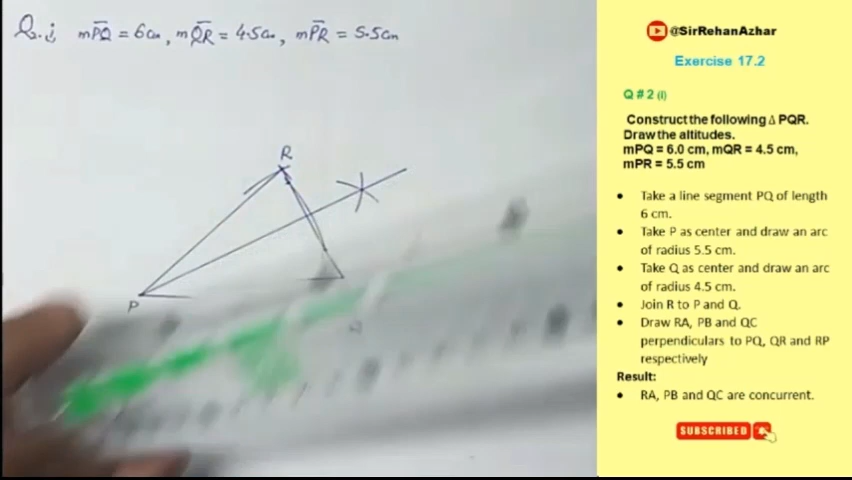 Q.2.i mPQ = 6cm, mQR = 4.5cm, mPR = 5.5cm
R
P
@SirRehanAzhar
Exercise 17.2
Q # 2 (I)
Construct the following Δ PQR.
Draw the altitudes.
mPQ = 6.0 cm, mQR = 4.5 cm,
mPR = 5.5 cm
• Take a line segment PQ of length
6 cm.
• Take P as center and draw an arc
of radius 5.5 cm.
• Take Q as center and draw an arc
of radius 4.5 cm.
• Join R to P and Q.
• Draw RA, PB and QC
perpendiculars to PQ, QR and RP
respectively
Result:
• RA, PB and QC are concurrent.
SUBSCRIBED